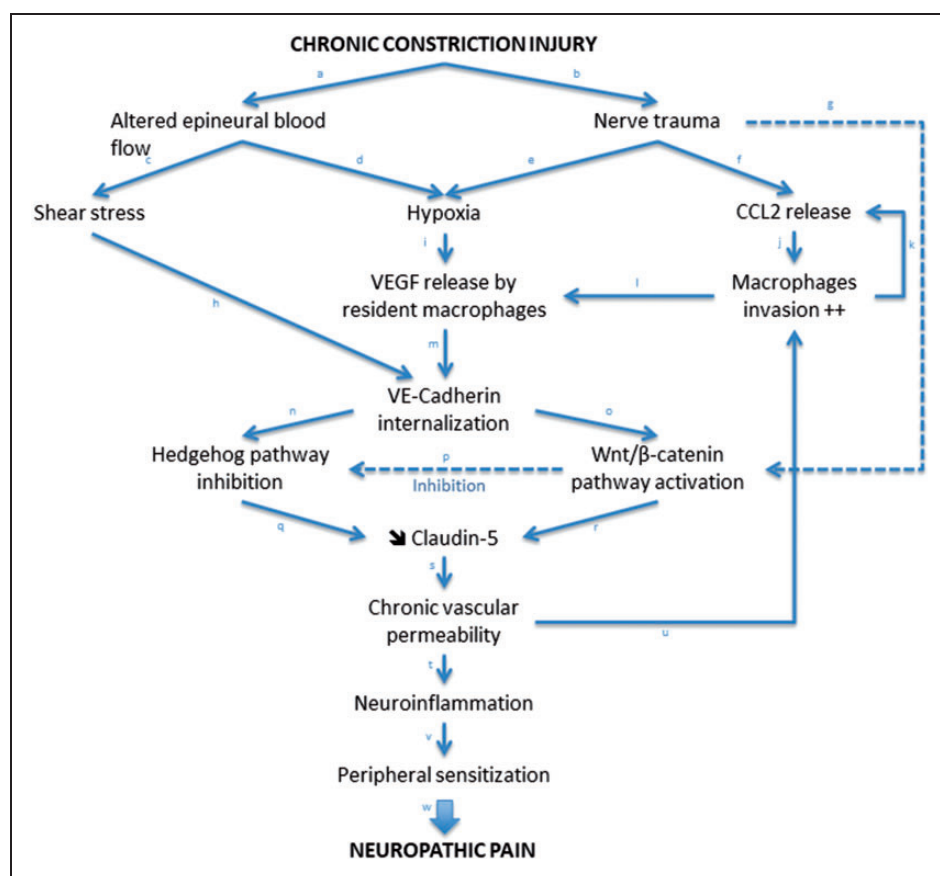 CHRONIC CONSTRICTION INJURY
a
b
g
Altered epineural blood
flow
Nerve trauma
c
d
e
f
Shear stress
Hypoxia
CCL2 release
i
j
k
VEGF release by
resident macrophages
l
Macrophages
invasion ++
h
m
VE-Cadherin
internalization
n
o
Hedgehog pathway
inhibition
p
Inhibition
Wnt/β-catenin
pathway activation
q
r
Claudin-5
s
Chronic vascular
permeability
u
t
Neuroinflammation
v
Peripheral sensitization
w
NEUROPATHIC PAIN